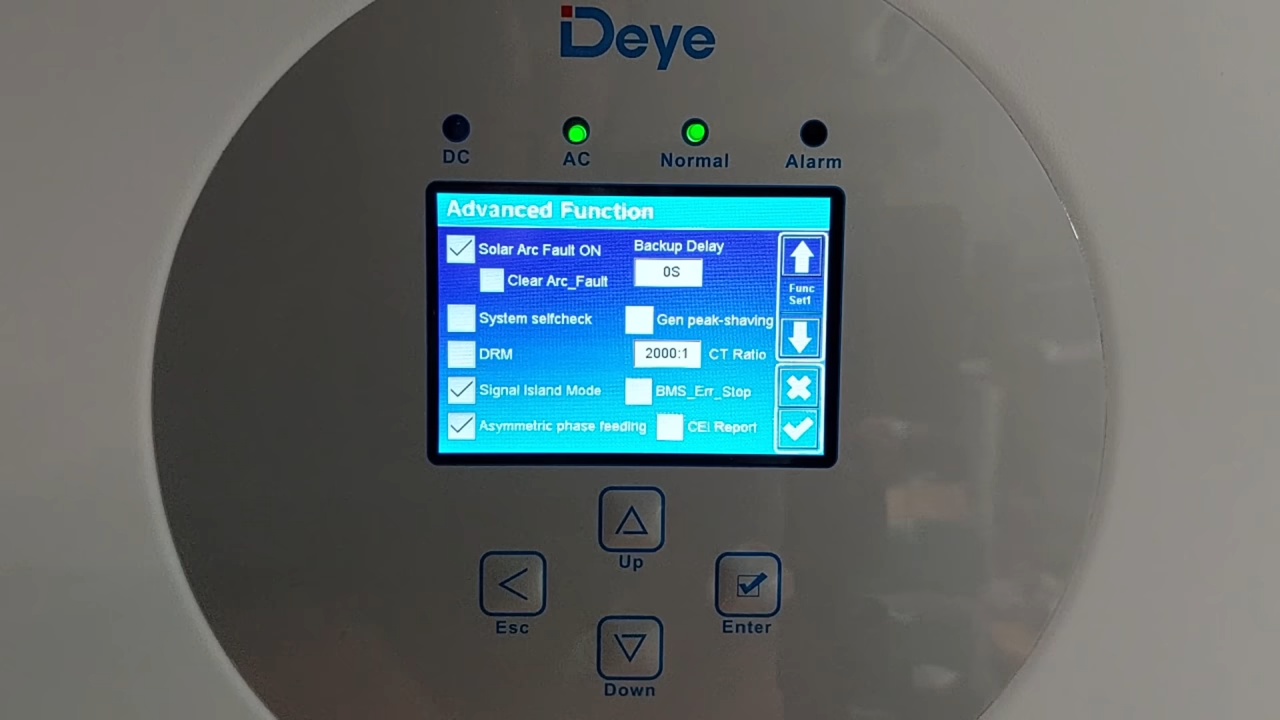 Deye
DC
AC
Normal
Alarm
Advanced Function
Solar Arc Fault ON
Backup Delay
Clear Arc_Fault
0S
Func
Set1
System selfcheck
Gen peak-shaving
DRM
2000:1
CT Ratio
Signal Island Mode
BMS_Err_Stop
Asymmetric phase feeding
CEI Report
Up
Esc
Enter
Down